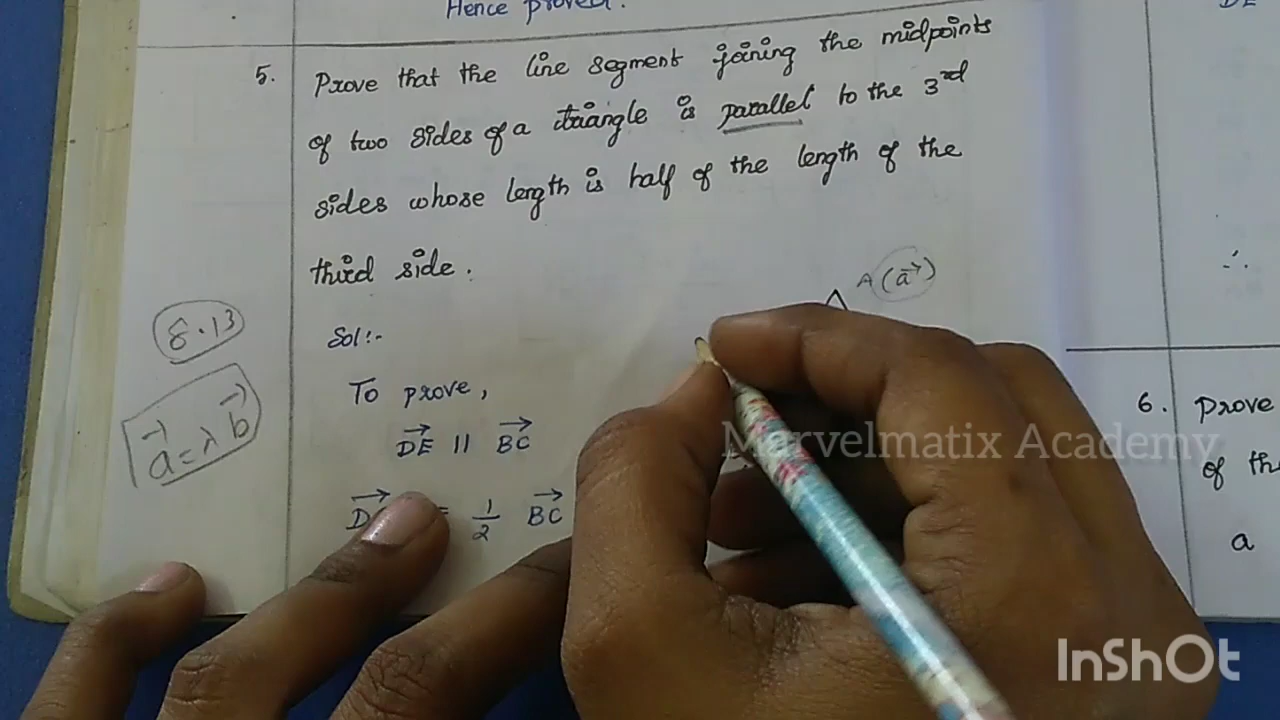 Hence proved.
5. Prove that the line segment joining the midpoints
of two sides of a triangle is parallel to the 3rd
sides whose length is half of the length of the
third side.
A (a→)
8.13
Sol:-
To prove,
DE→ || BC→
a→ = λ b→
= 1/2 BC→
DE
∴
6. Prove
of the
a
Marvelmatix Academy
InShOt